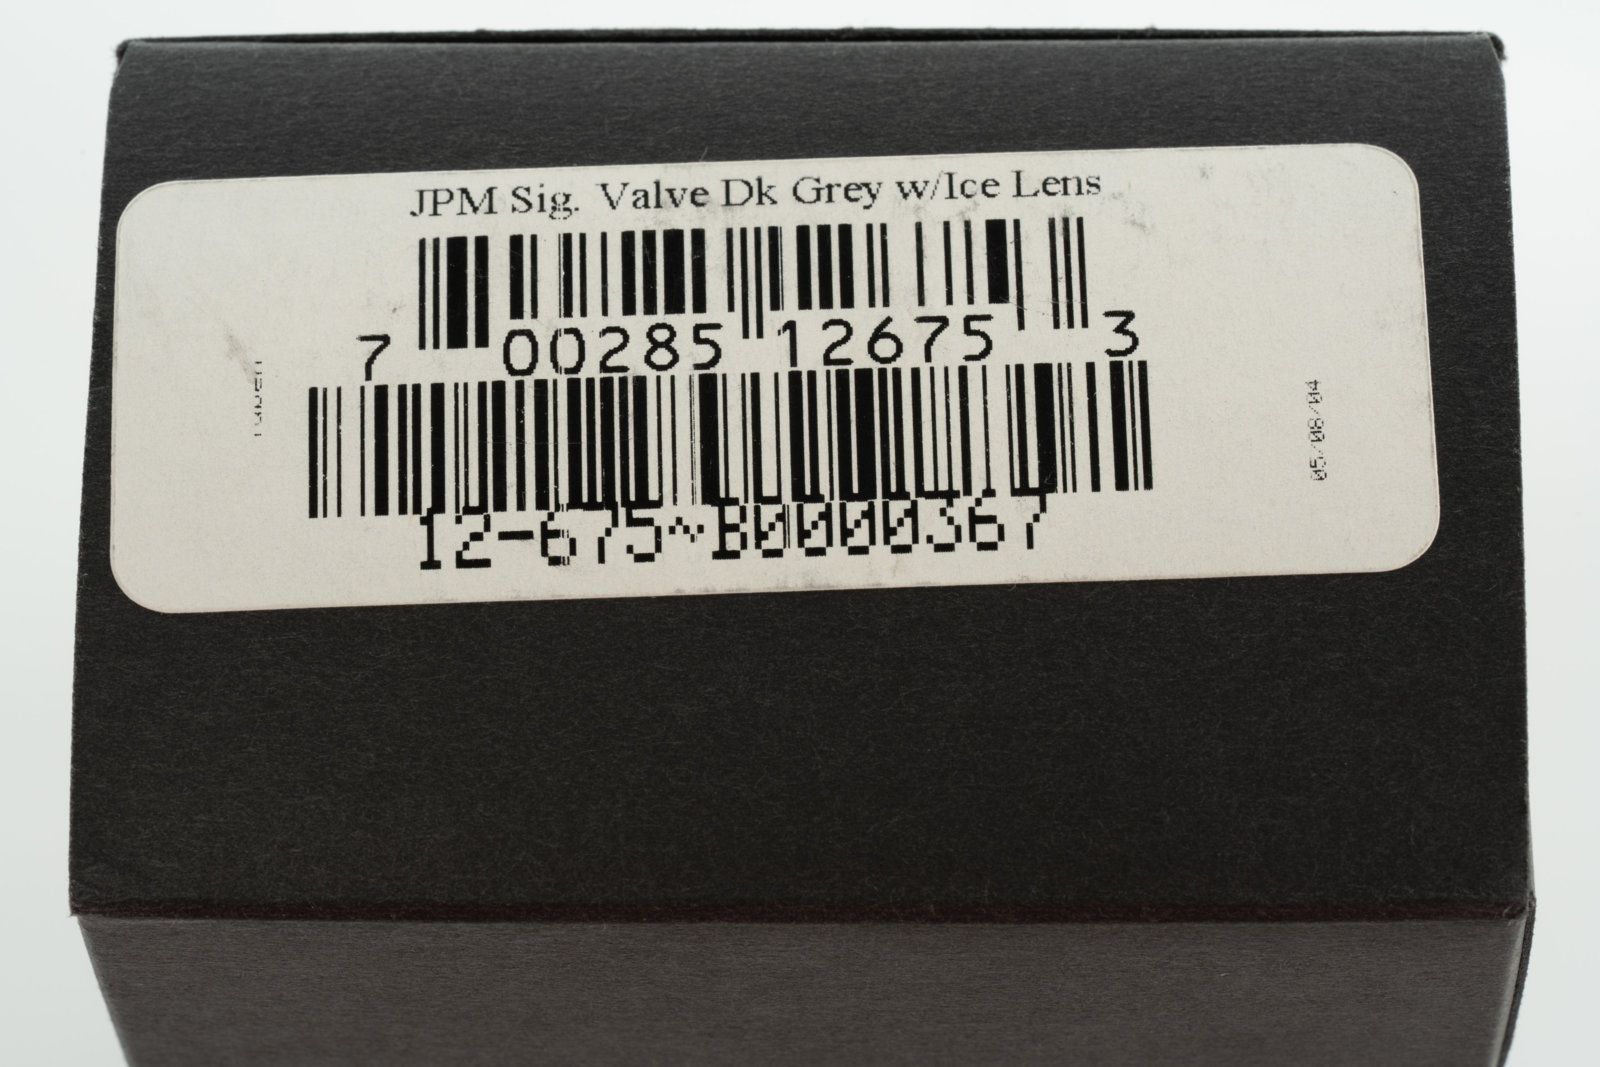 JPM Sig. Valve Dk Grey w/Ice Lens
7 00285 12675 3
12-675~B0000367
05/08/04